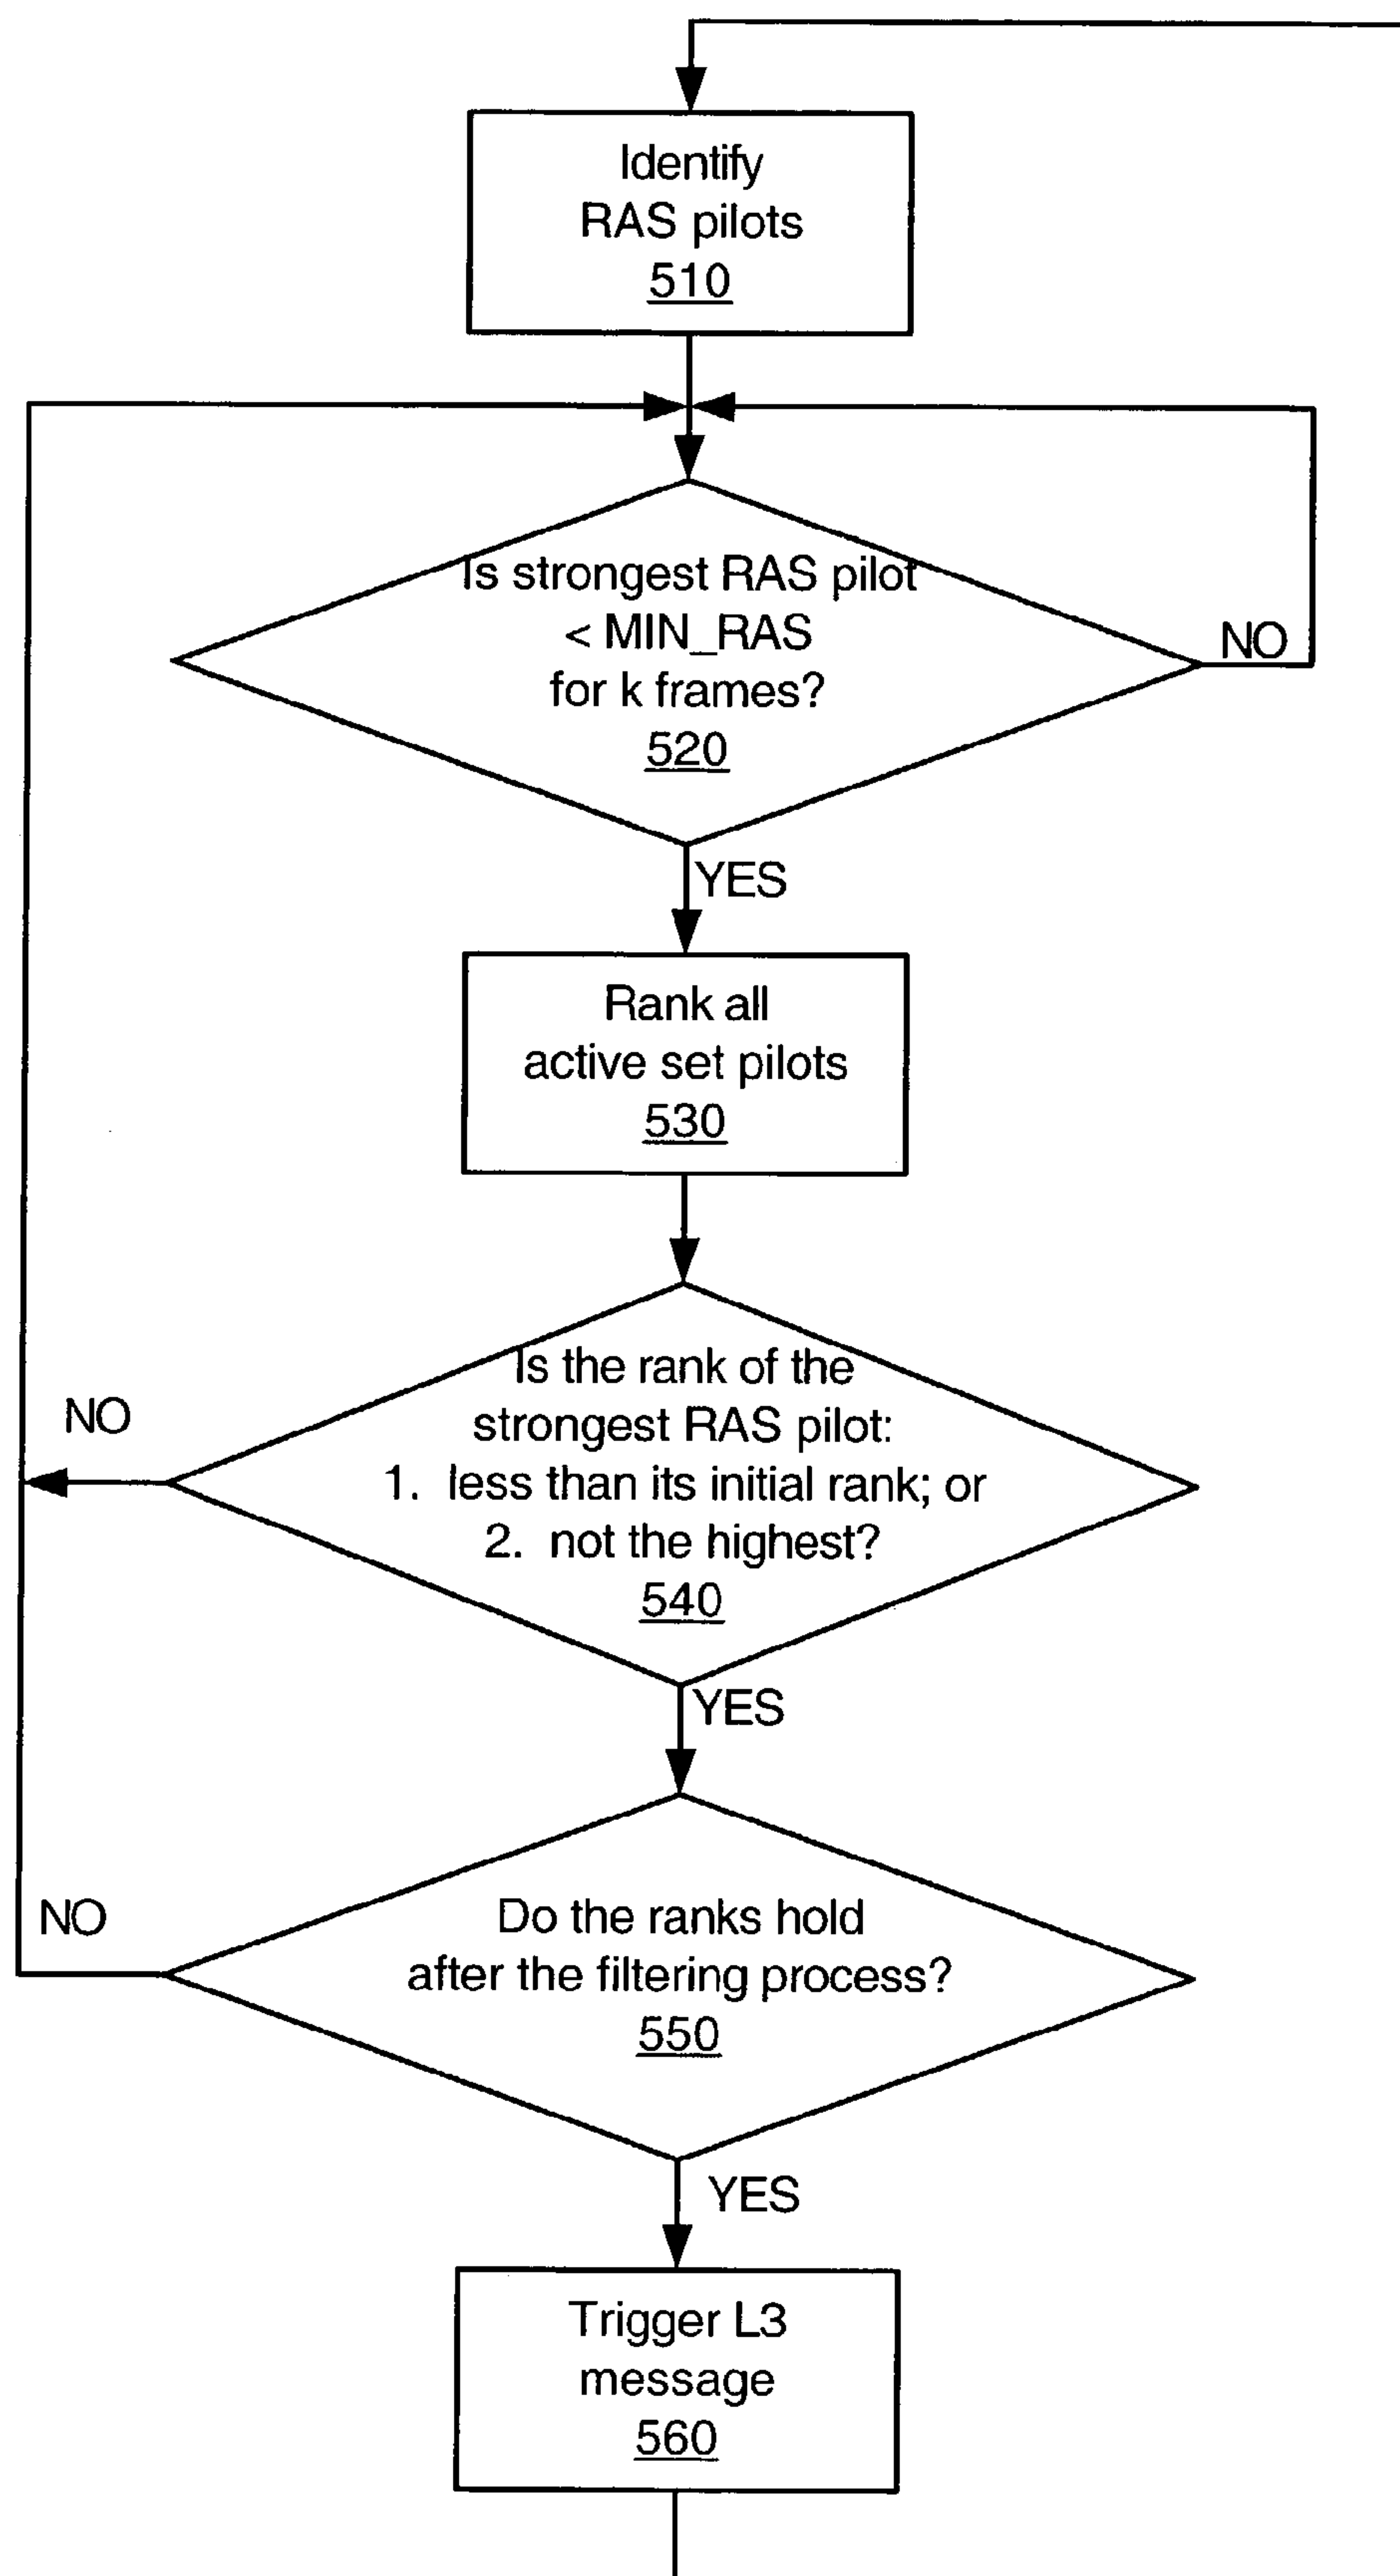 Identify
RAS pilots
510
Is strongest RAS pilot
< MIN_RAS
for k frames?
520
NO
YES
Rank all
active set pilots
530
Is the rank of the
strongest RAS pilot:
1. less than its initial rank; or
2. not the highest?
540
NO
YES
Do the ranks hold
after the filtering process?
550
NO
YES
Trigger L3
message
560